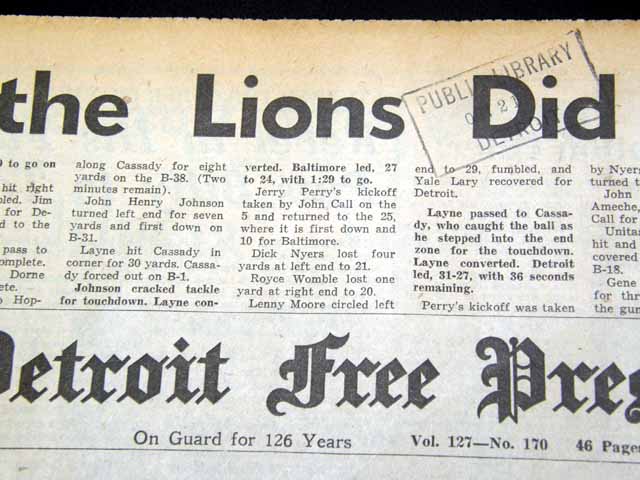 the Lions Did
PUBLIC LIBRARY
21
DETROIT
9 to go on
hit right
bled. Jim
for De-
d to the
pass to
mplete.
Dorne
ete.
o Hop-
along Cassady for eight
yards on the B-38. (Two
minutes remain).
John Henry Johnson
turned left end for seven
yards and first down on
B-31.
Layne hit Cassady in
corner for 30 yards. Cassa-
dy forced out on B-1.
Johnson cracked tackle
for touchdown. Layne con-
verted. Baltimore led, 27
to 24, with 1:29 to go.
Jerry Perry's kickoff
taken by John Call on the
5 and returned to the 25,
where it is first down and
10 for Baltimore.
Dick Nyers lost four
yards at left end to 21.
Royce Womble lost one
yard at right end to 20.
Lenny Moore circled left
end to 29, fumbled, and
Yale Lary recovered for
Detroit.
Layne passed to Cassa-
dy, who caught the ball as
he stepped into the end
zone for the touchdown.
Layne converted. Detroit
led, 31-27, with 36 seconds
remaining.
Perry's kickoff was taken
by Nyers
turned t
John
Ameche,
Call for
Unitas
hit and
covered
B-18.
Gene
for thr
the gun
Detroit Free Pres
On Guard for 126 Years
Vol. 127—No. 170
46 Pages